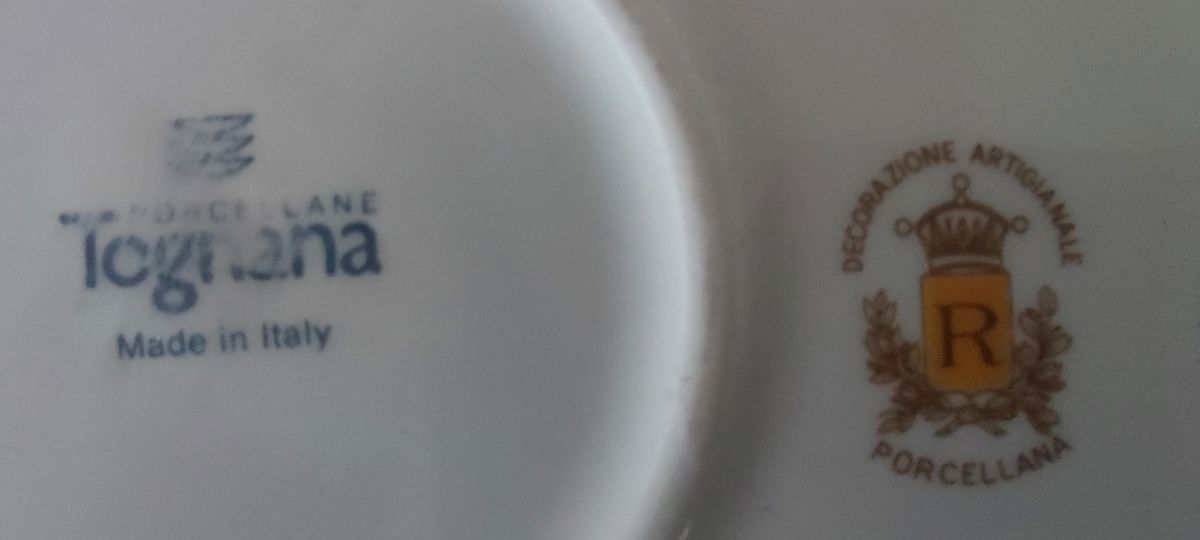 PORCELLANE
Tognana
Made in Italy
DECORAZIONE ARTIGIANALE
R
PORCELLANA